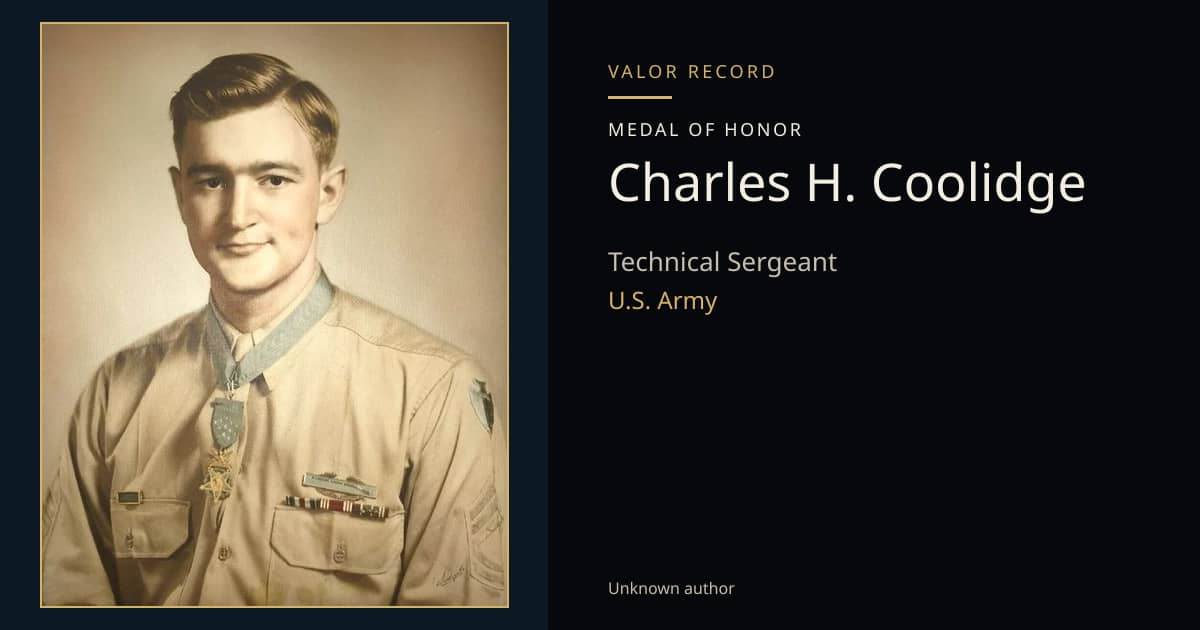 VALOR RECORD
MEDAL OF HONOR
Charles H. Coolidge
Technical Sergeant
U.S. Army
Unknown author